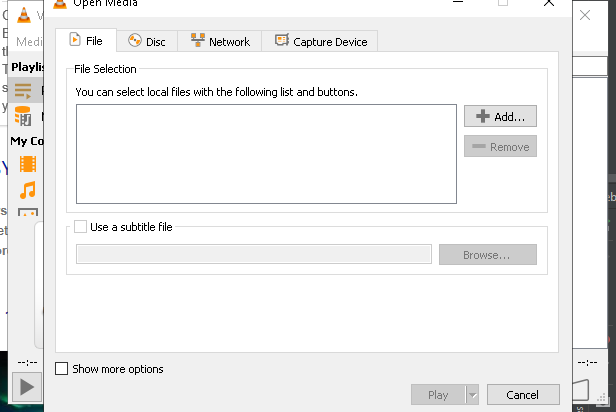 Open Media
Medi
File
Disc
Network
Capture Device
Playlis
File Selection
You can select local files with the following list and buttons.
Add...
Remove
My Co
Use a subtitle file
Browse...
--:--
--:--
Show more options
Play
Cancel